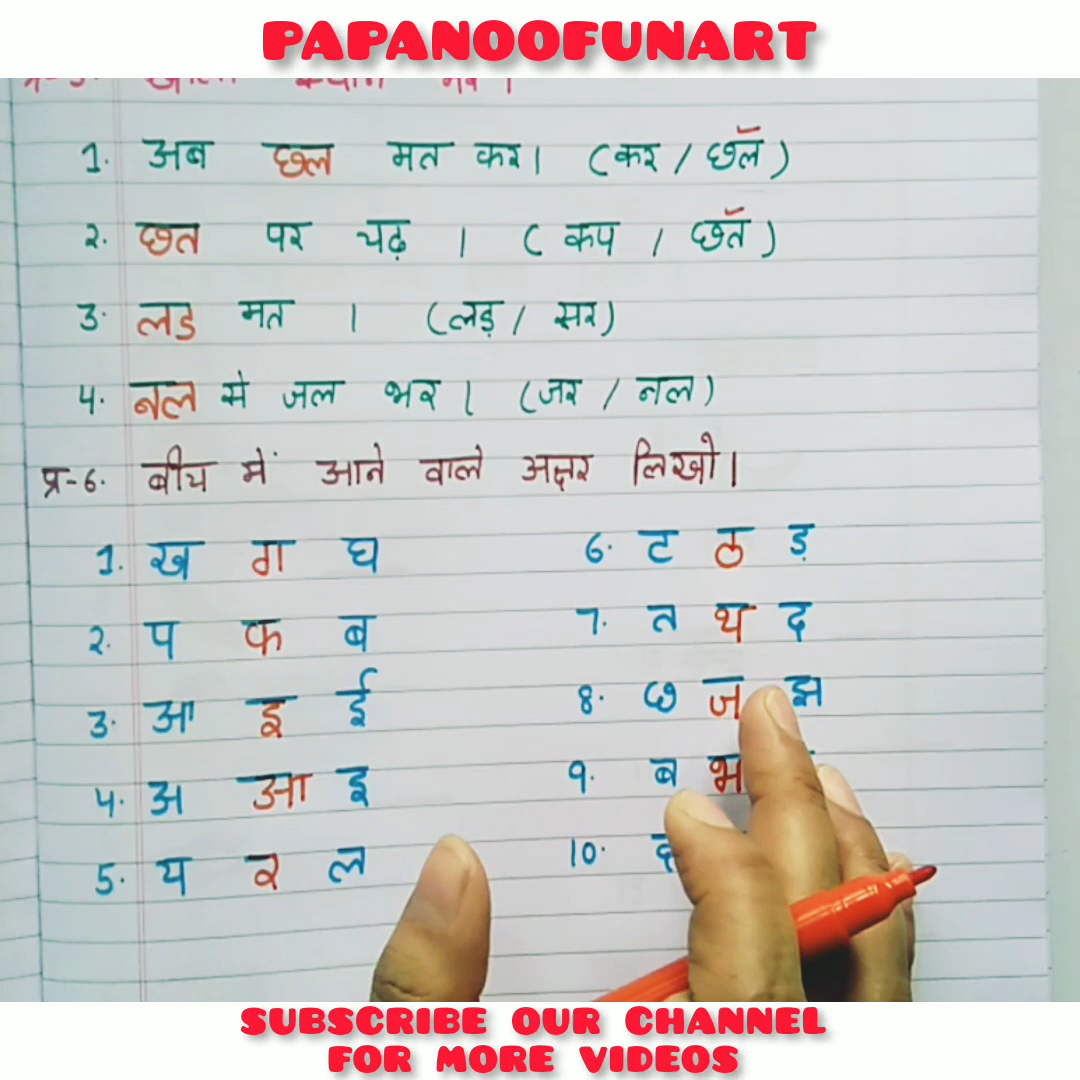 PAPANOOFUNART
1. अब छल मत कर। (कर / छल)
२. छत पर चढ़ । ( कप / छत)
3. लड मत । (लड़ / सर)
4. नल से जल भर । (जर / नल)
प्र-6. बीच में आने वाले अक्षर लिखो।
1. ख ग घ 6. ट ठ ड़
२. प फ ब 7. त थ द
3. आ इ ई 8. छ ज झ
4. अ आ इ 9. ब भ
5. य र ल 10.
SUBSCRIBE OUR CHANNEL
FOR MORE VIDEOS